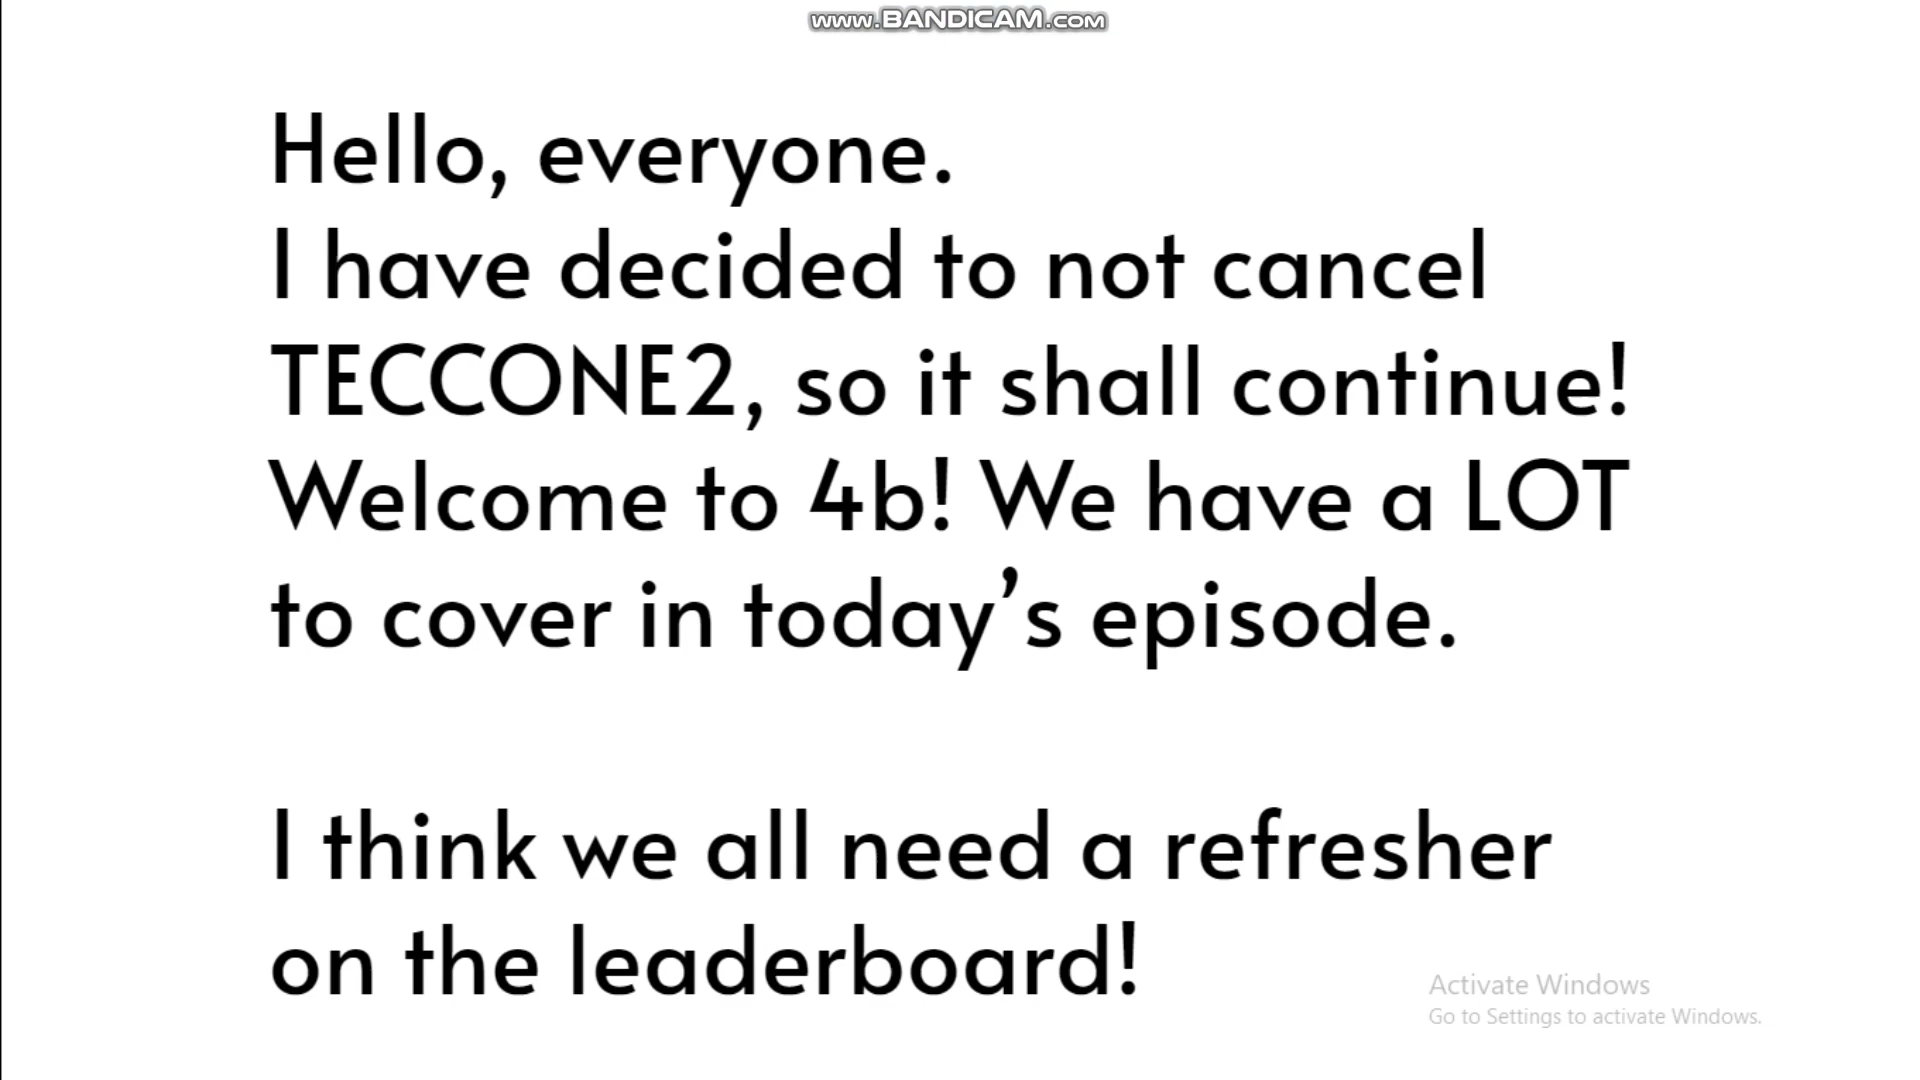 www.BANDICAM.com
Hello, everyone.
I have decided to not cancel
TECCONE2, so it shall continue!
Welcome to 4b! We have a LOT
to cover in today’s episode.
I think we all need a refresher
on the leaderboard!
Activate Windows
Go to Settings to activate Windows.